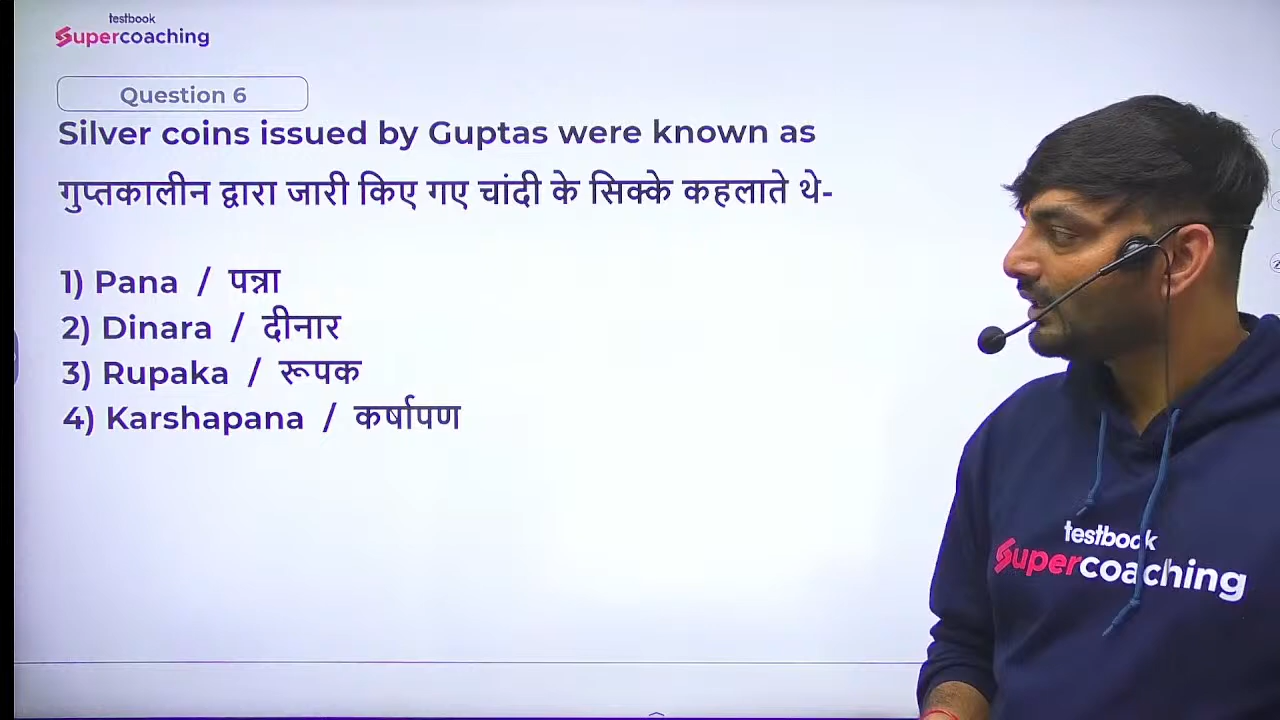 testbook
Supercoaching
Question 6
Silver coins issued by Guptas were known as
गुप्तकालीन द्वारा जारी किए गए चांदी के सिक्के कहलाते थे-
1) Pana / पन्ना
2) Dinara / दीनार
3) Rupaka / रूपक
4) Karshapana / कर्षापण
testbook
Supercoaching